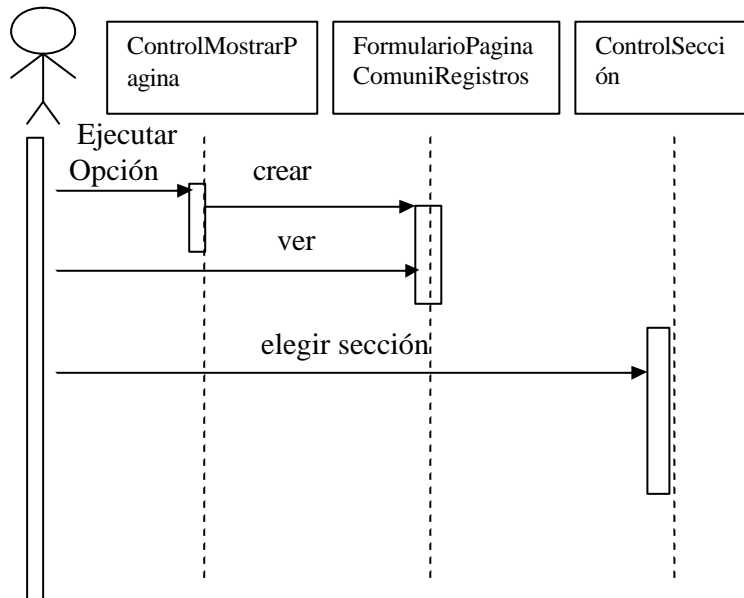 ControlMostrarP
agina
FormularioPagina
ComuniRegistros
ControlSecci
ón
Ejecutar
Opción
crear
ver
elegir sección